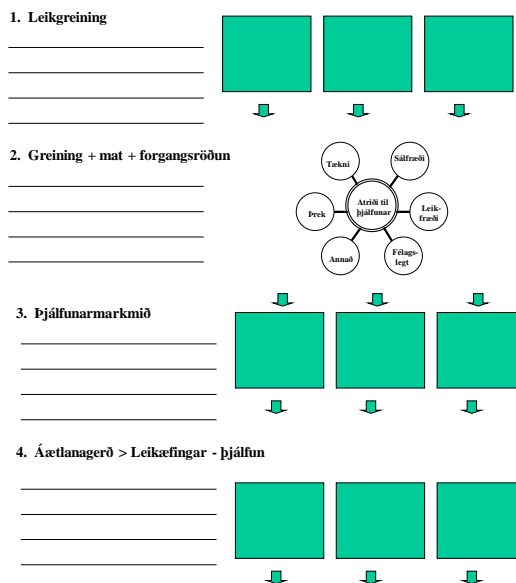 1. Leikgreining
2. Greining + mat + forgangsröðun
Tækni
Sálfræði
Þrek
Atriði til
þjálfunar
Leik-
fræði
Annað
Félags-
legt
3. Þjálfunarmarkmið
4. Áætlanagerð > Leikæfingar - þjálfun